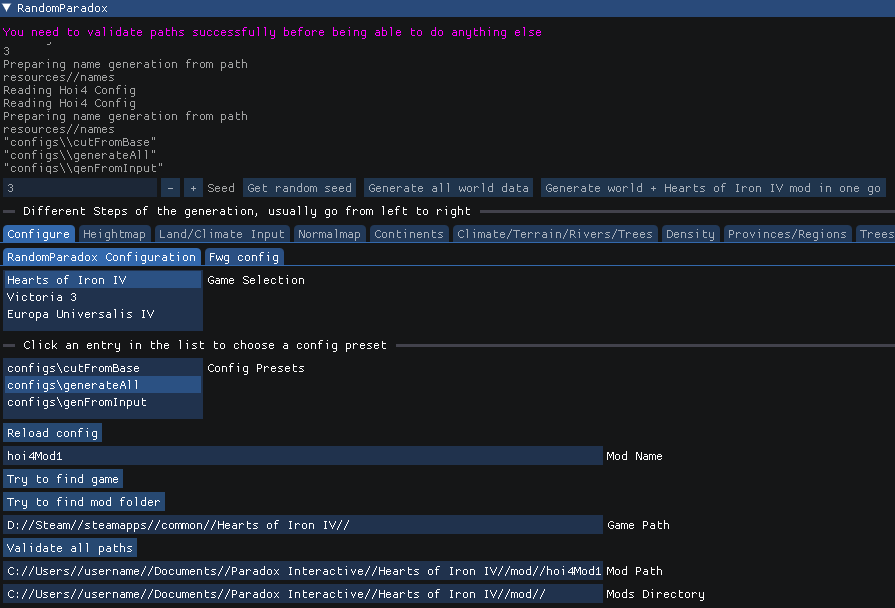 RandomParadox
You need to validate paths successfully before being able to do anything else
3
Preparing name generation from path
resources//names
Reading Hoi4 Config
Reading Hoi4 Config
Preparing name generation from path
resources//names
"configs\\cutFromBase"
"configs\\generateAll"
"configs\\genFromInput"
3 - + Seed Get random seed Generate all world data Generate world + Hearts of Iron IV mod in one go
Different Steps of the generation, usually go from left to right
Configure Heightmap Land/Climate Input Normalmap Continents Climate/Terrain/Rivers/Trees Density Provinces/Regions Trees
RandomParadox Configuration Fwg config
Hearts of Iron IV Game Selection
Victoria 3
Europa Universalis IV
Click an entry in the list to choose a config preset
configs\cutFromBase Config Presets
configs\generateAll
configs\genFromInput
Reload config
hoi4Mod1 Mod Name
Try to find game
Try to find mod folder
D://Steam//steamapps//common//Hearts of Iron IV// Game Path
Validate all paths
C://Users//username//Documents//Paradox Interactive//Hearts of Iron IV//mod//hoi4Mod1 Mod Path
C://Users//username//Documents//Paradox Interactive//Hearts of Iron IV//mod// Mods Directory